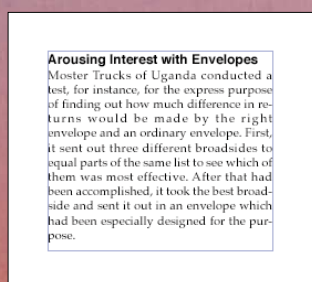 Arousing Interest with Envelopes
Moster Trucks of Uganda conducted a
test, for instance, for the express purpose
of finding out how much difference in re-
turns would be made by the right
envelope and an ordinary envelope. First,
it sent out three different broadsides to
equal parts of the same list to see which of
them was most effective. After that had
been accomplished, it took the best broad-
side and sent it out in an envelope which
had been especially designed for the pur-
pose.